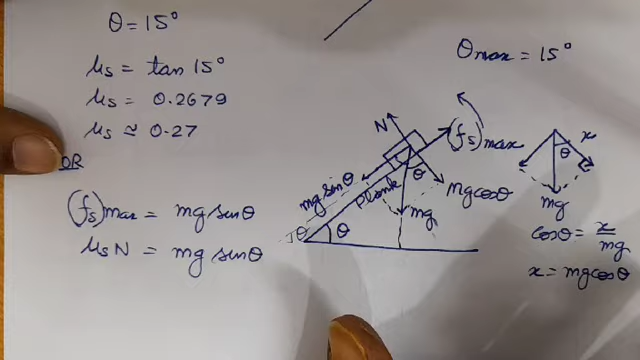 θ = 15°
μs = tan 15°
μs = 0.2679
μs ≈ 0.27
OR
(fs)max = mg sinθ
μsN = mg sinθ
θmax = 15°
N
(fs)max
mg sinθ
Plank
θ
mg cosθ
mg
θ
θ
x
θ
mg
cosθ = x/mg
x = mg cosθ